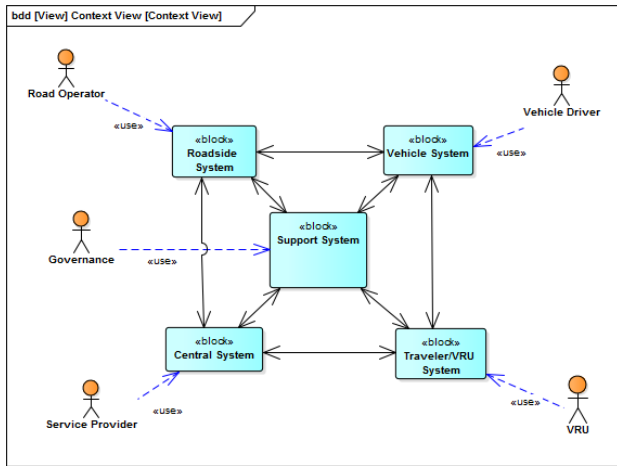 bdd [View] Context View [Context View]
Road Operator
«use»
Vehicle Driver
«use»
«block»
Roadside
System
«block»
Vehicle System
«block»
Support System
Governance
«use»
«block»
Central System
«block»
Traveler/VRU
System
Service Provider
«use»
«use»
VRU